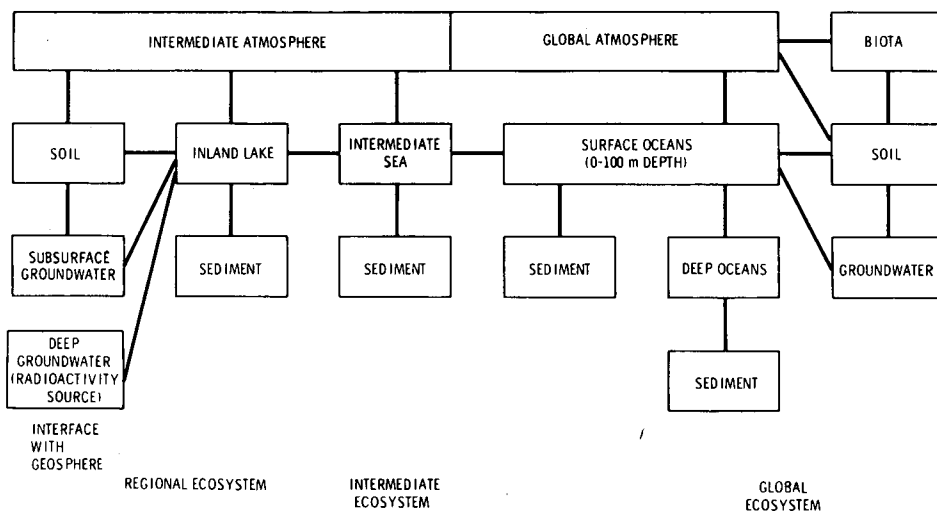 INTERMEDIATE ATMOSPHERE
GLOBAL ATMOSPHERE
BIOTA
SOIL
INLAND LAKE
INTERMEDIATE
SEA
SURFACE OCEANS
(0-100 m DEPTH)
SOIL
SUBSURFACE
GROUNDWATER
SEDIMENT
SEDIMENT
SEDIMENT
DEEP OCEANS
GROUNDWATER
DEEP
GROUNDWATER
(RADIOACTIVITY
SOURCE)
SEDIMENT
INTERFACE
WITH
GEOSPHERE
REGIONAL ECOSYSTEM
INTERMEDIATE
ECOSYSTEM
GLOBAL
ECOSYSTEM